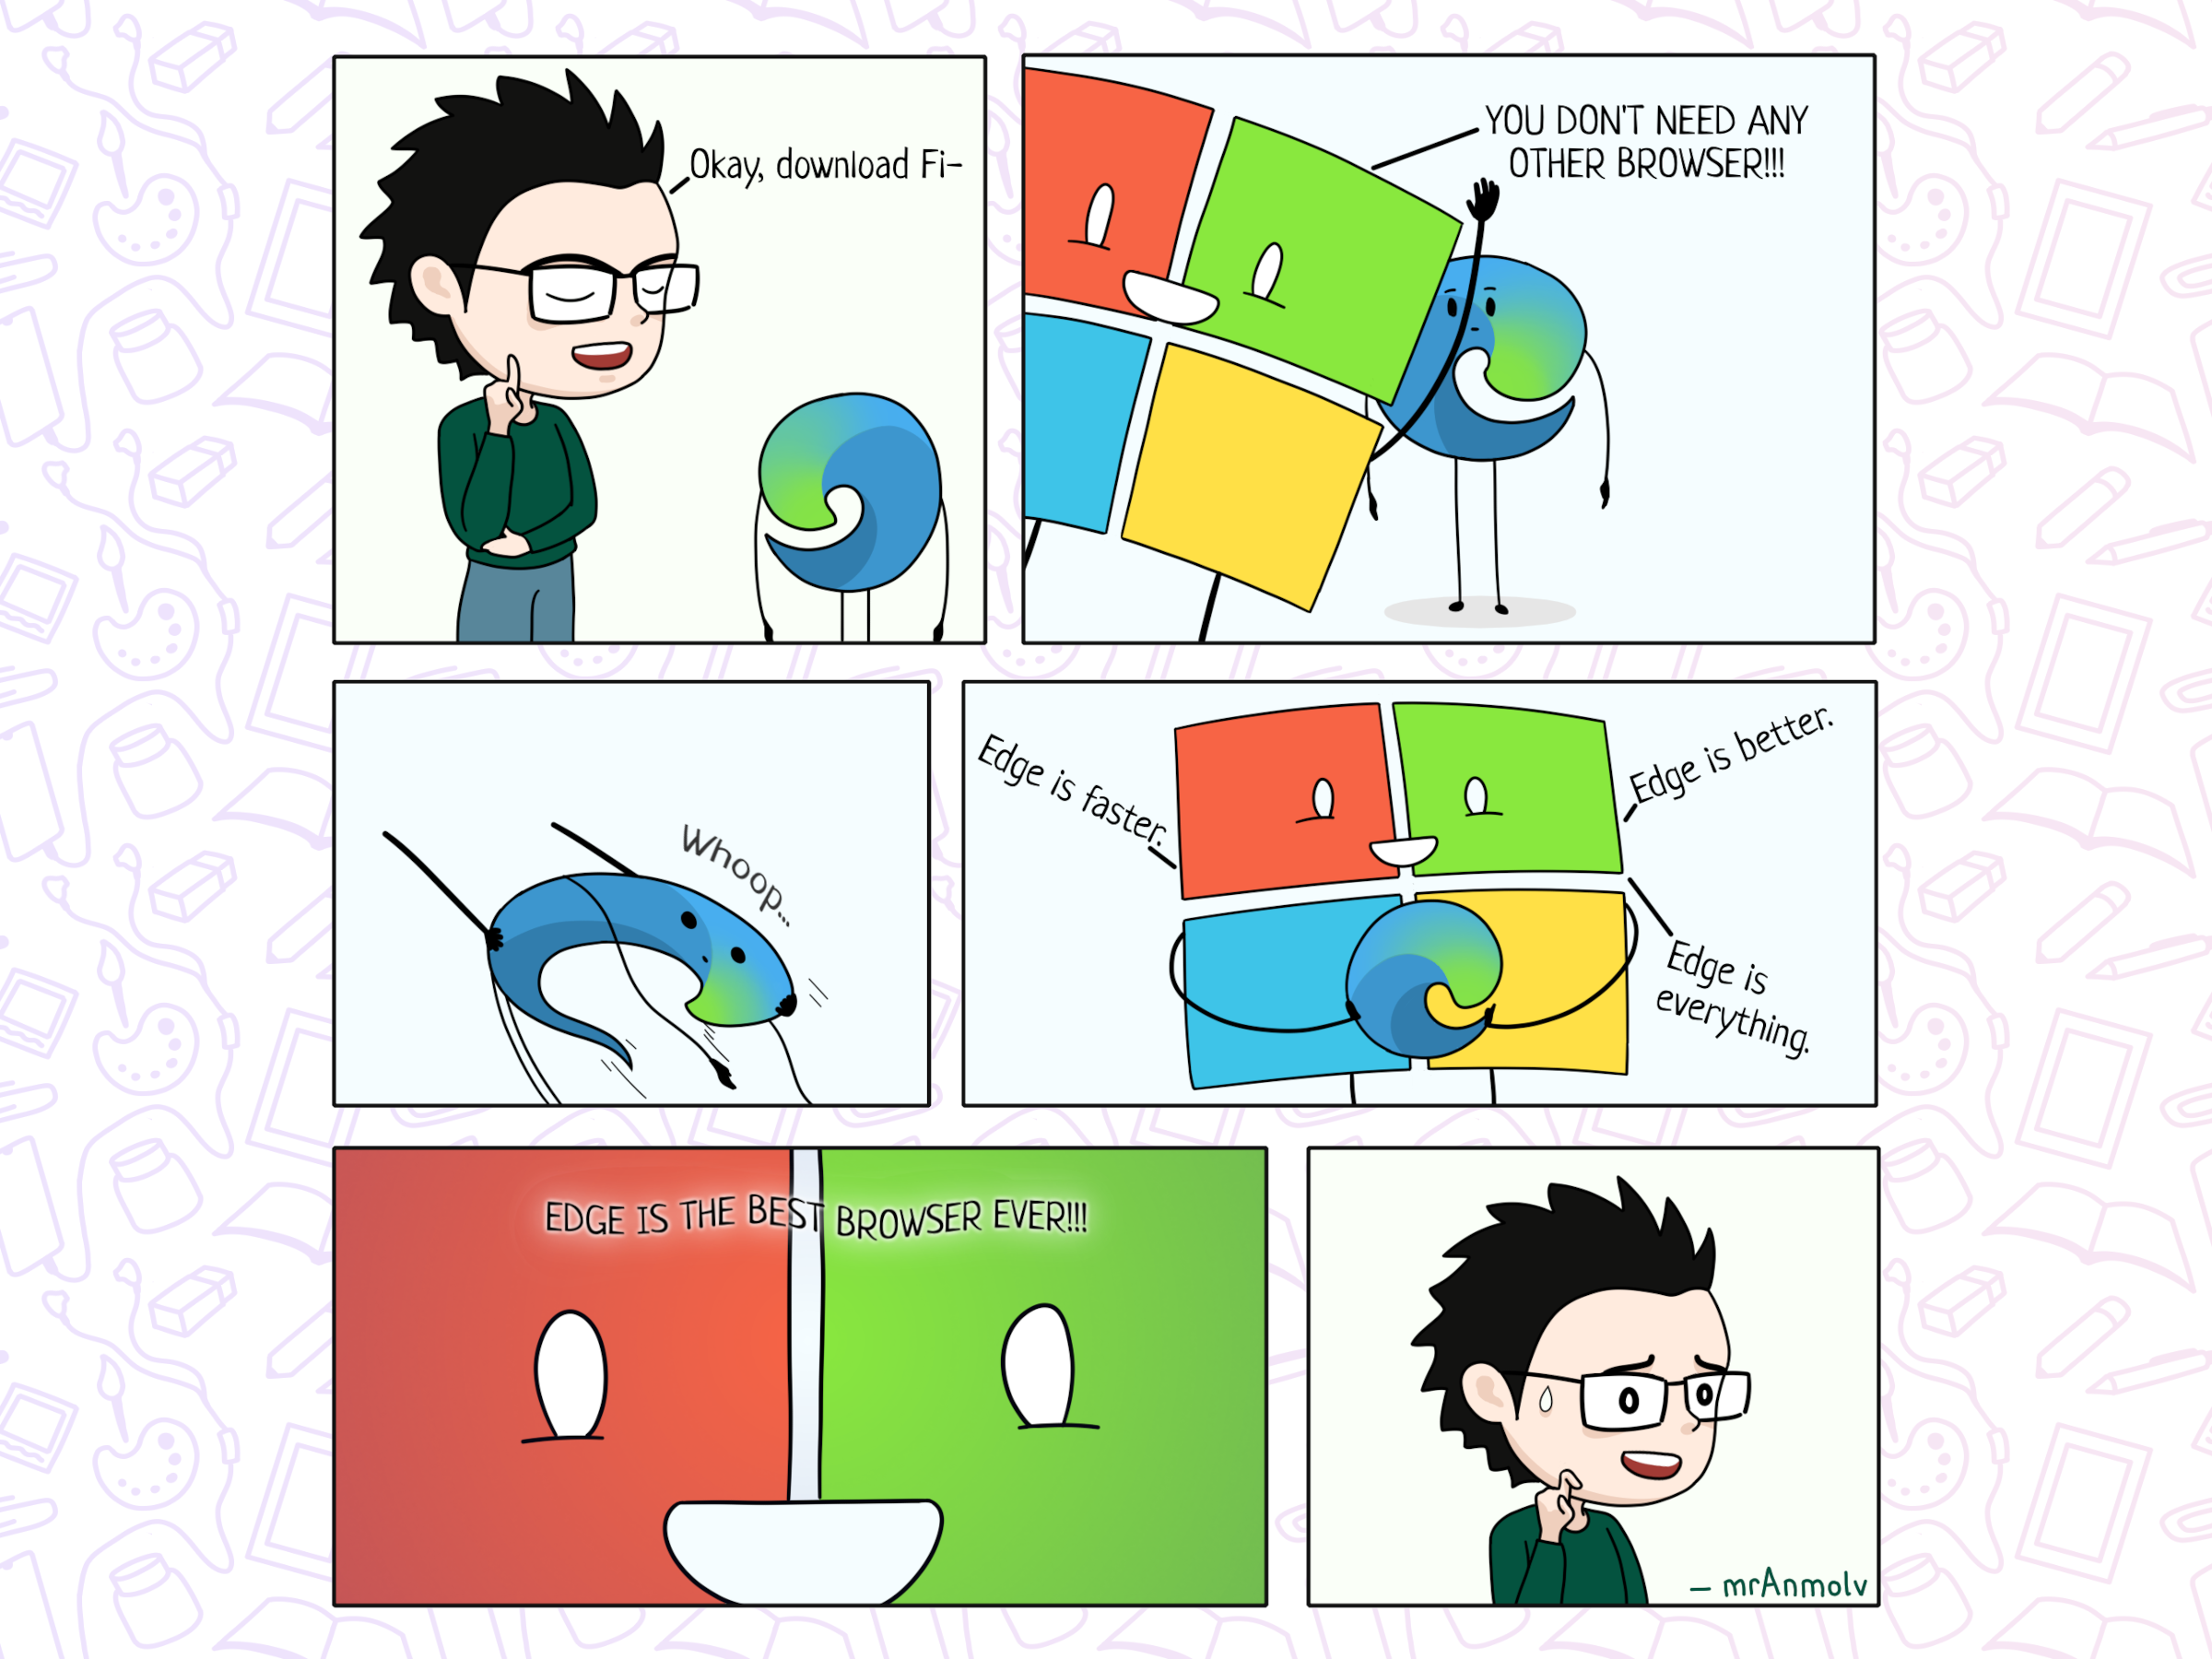 Okay, download Fi-
YOU DON'T NEED ANY
OTHER BROWSER!!!
Whoop...
Edge is faster.
Edge is better.
Edge is
everything.
EDGE IS THE BEST BROWSER EVER!!!
- mrAnmolv